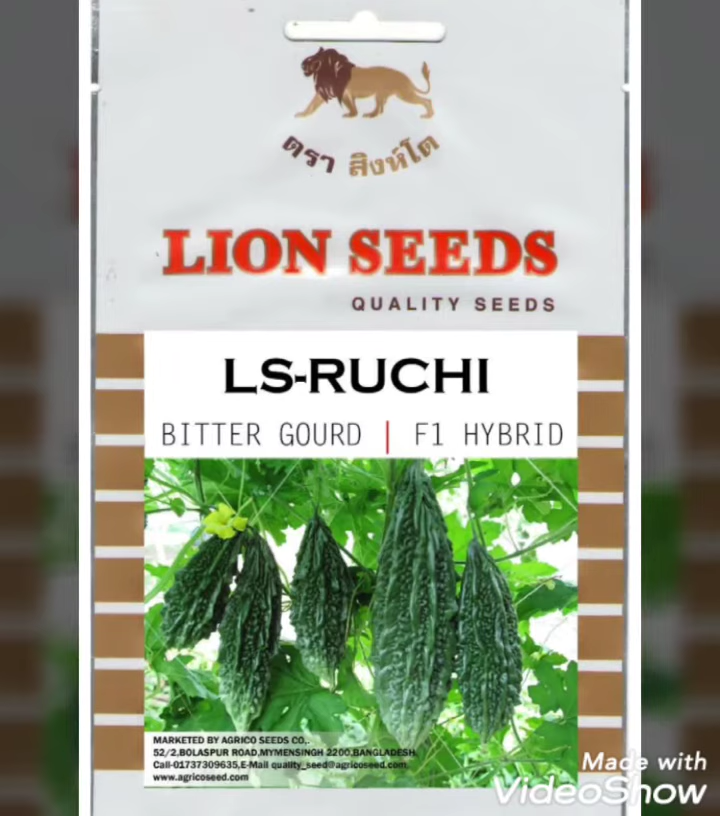 ตรา สิงห์โต
LION SEEDS
QUALITY SEEDS
LS-RUCHI
BITTER GOURD | F1 HYBRID
MARKETED BY AGRICO SEEDS CO,.
52/2,BOLASPUR ROAD,MYMENSINGH 2200,BANGLADESH.
Call-01737309635,E-Mail quality_seed@agricoseed.com,
www.agricoseed.com
Made with
VideoShow